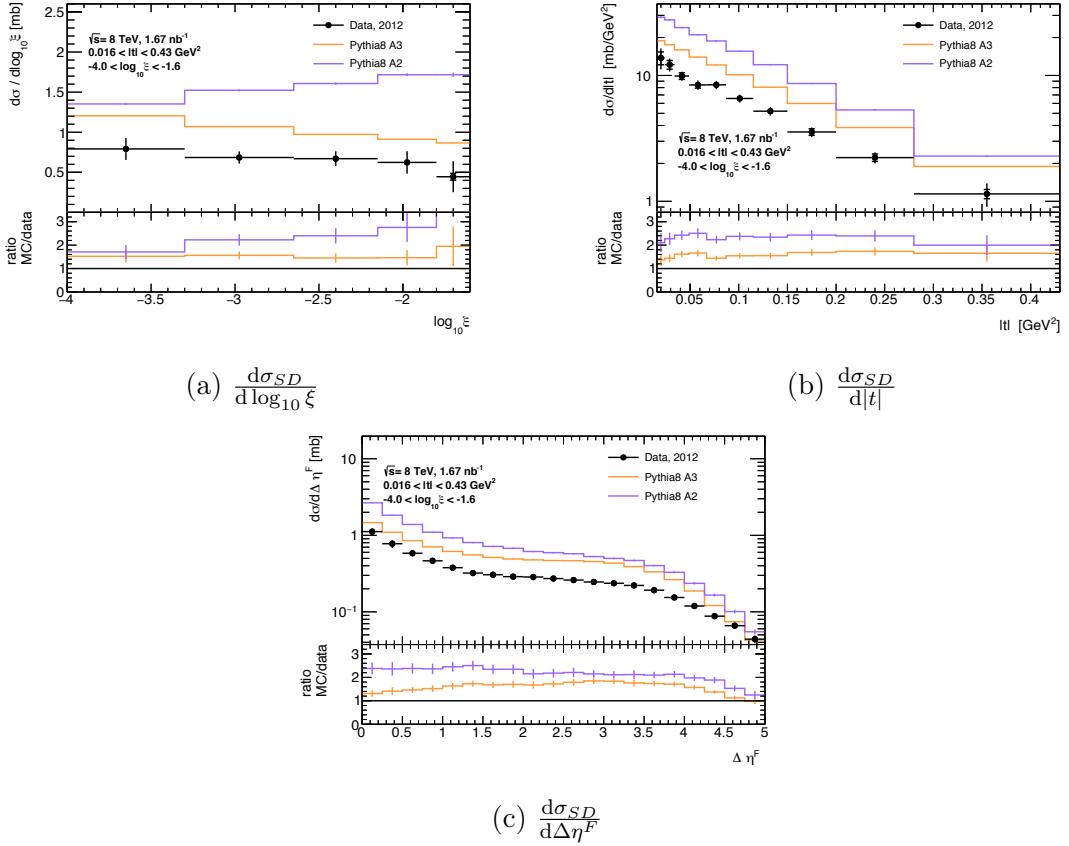 dσ / dlog₁₀ξ [mb]
2.5
2
1.5
1
0.5
√s= 8 TeV, 1.67 nb⁻¹
0.016 < |t| < 0.43 GeV²
-4.0 < log₁₀ξ < -1.6
Data, 2012
Pythia8 A3
Pythia8 A2
ratio
MC/data
3
2
1
0
-4 -3.5 -3 -2.5 -2
log₁₀ξ
(a) dσ_SD / d log₁₀ ξ
dσ/d|t| [mb/GeV²]
10
1
Data, 2012
Pythia8 A3
Pythia8 A2
√s= 8 TeV, 1.67 nb⁻¹
0.016 < |t| < 0.43 GeV²
-4.0 < log₁₀ξ < -1.6
ratio
MC/data
3
2
1
0
0.05 0.1 0.15 0.2 0.25 0.3 0.35 0.4
|t| [GeV²]
(b) dσ_SD / d|t|
dσ/dΔ η^F [mb]
10
1
10⁻¹
√s= 8 TeV, 1.67 nb⁻¹
0.016 < |t| < 0.43 GeV²
-4.0 < log₁₀ξ < -1.6
Data, 2012
Pythia8 A3
Pythia8 A2
ratio
MC/data
3
2
1
0
0 0.5 1 1.5 2 2.5 3 3.5 4 4.5 5
Δ η^F
(c) dσ_SD / dΔη^F